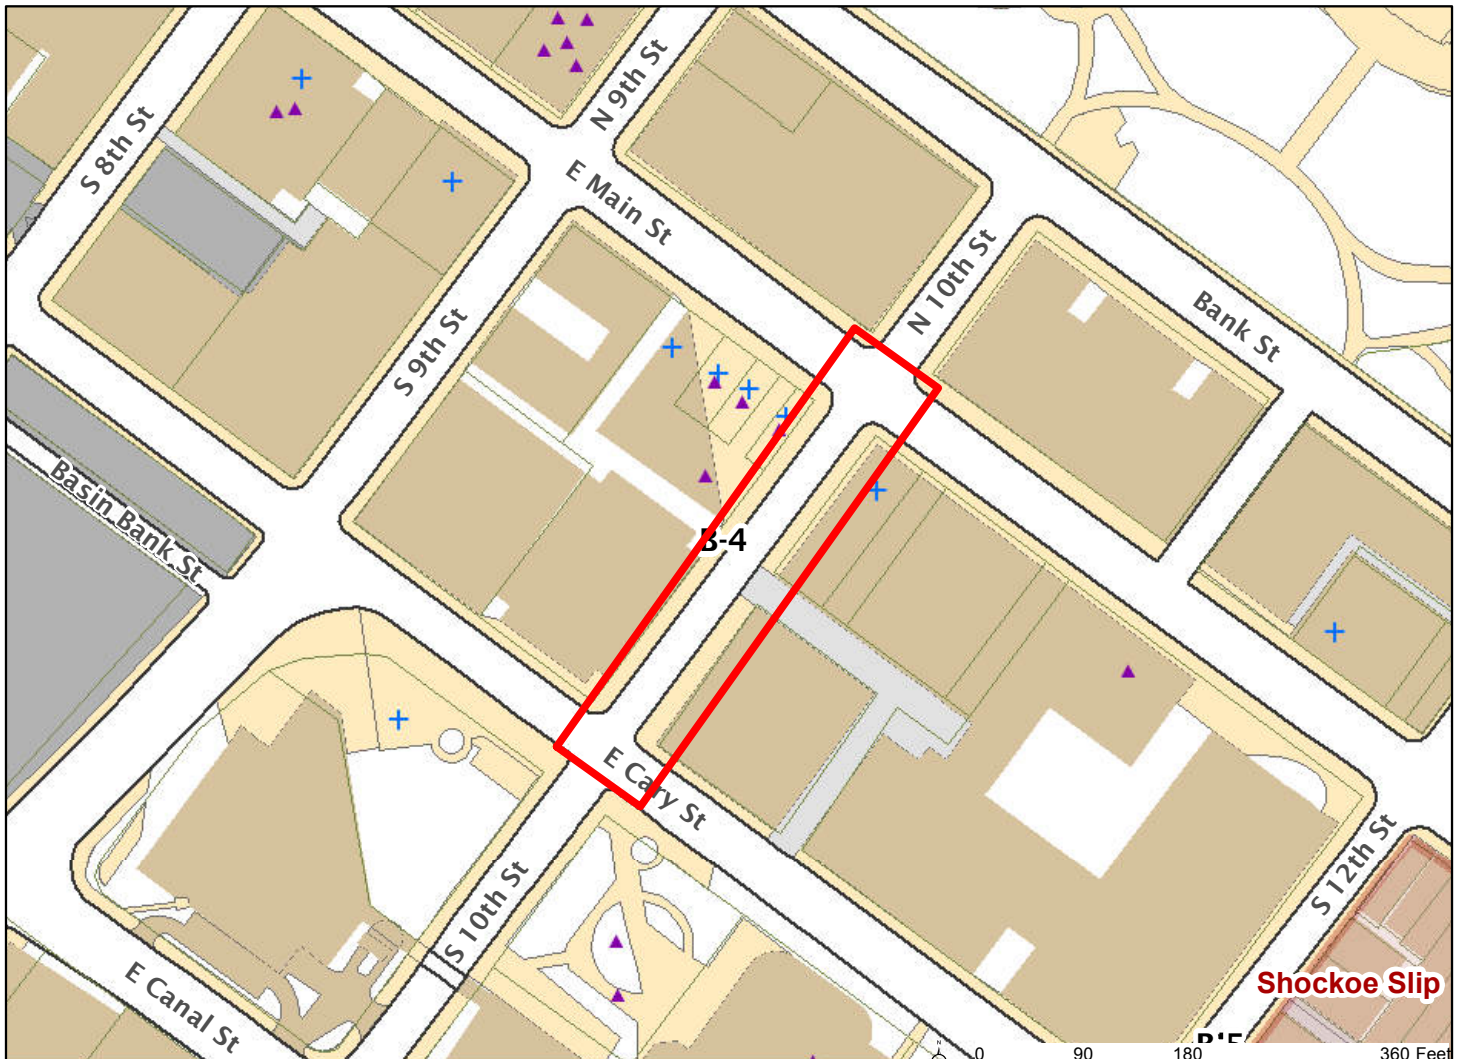 N 9th St
S 8th St
E Main St
N 10th St
Bank St
S 9th St
Basin Bank St
B-4
E Cary St
S 12th St
S 10th St
E Canal St
Shockoe Slip
0 90 180 360 Feet